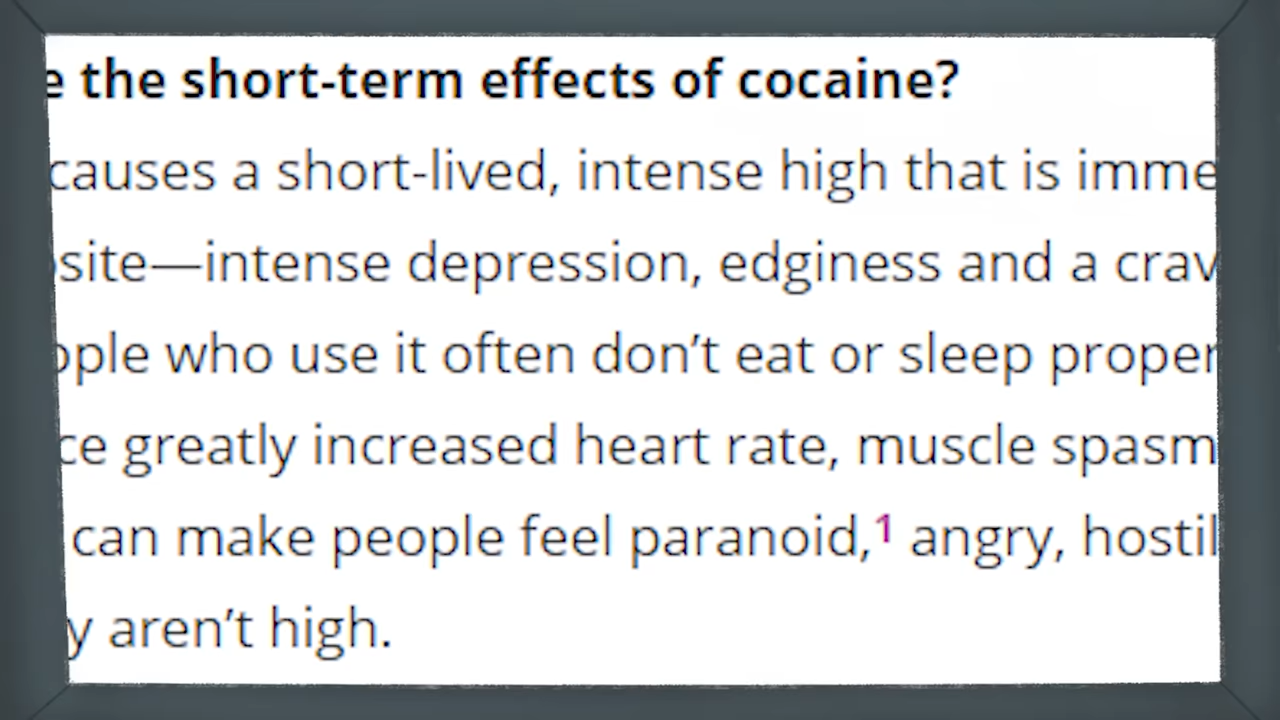 e the short-term effects of cocaine?
causes a short-lived, intense high that is imme
site—intense depression, edginess and a crav
ople who use it often don’t eat or sleep proper
ce greatly increased heart rate, muscle spasm
can make people feel paranoid,¹ angry, hostil
y aren’t high.